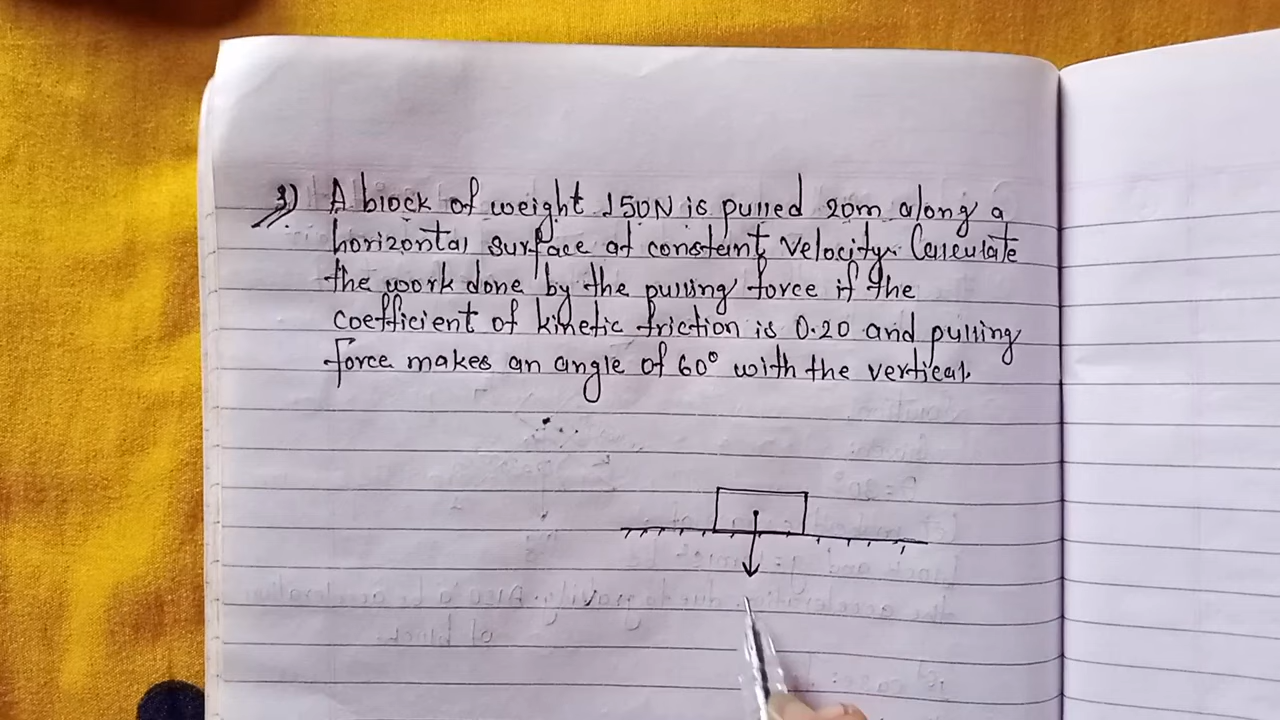 3) A block of weight 150N is pulled 20m along a
horizontal surface at constant velocity. Calculate
the work done by the pulling force if the
coefficient of kinetic friction is 0.20 and pulling
force makes an angle of 60° with the vertical.